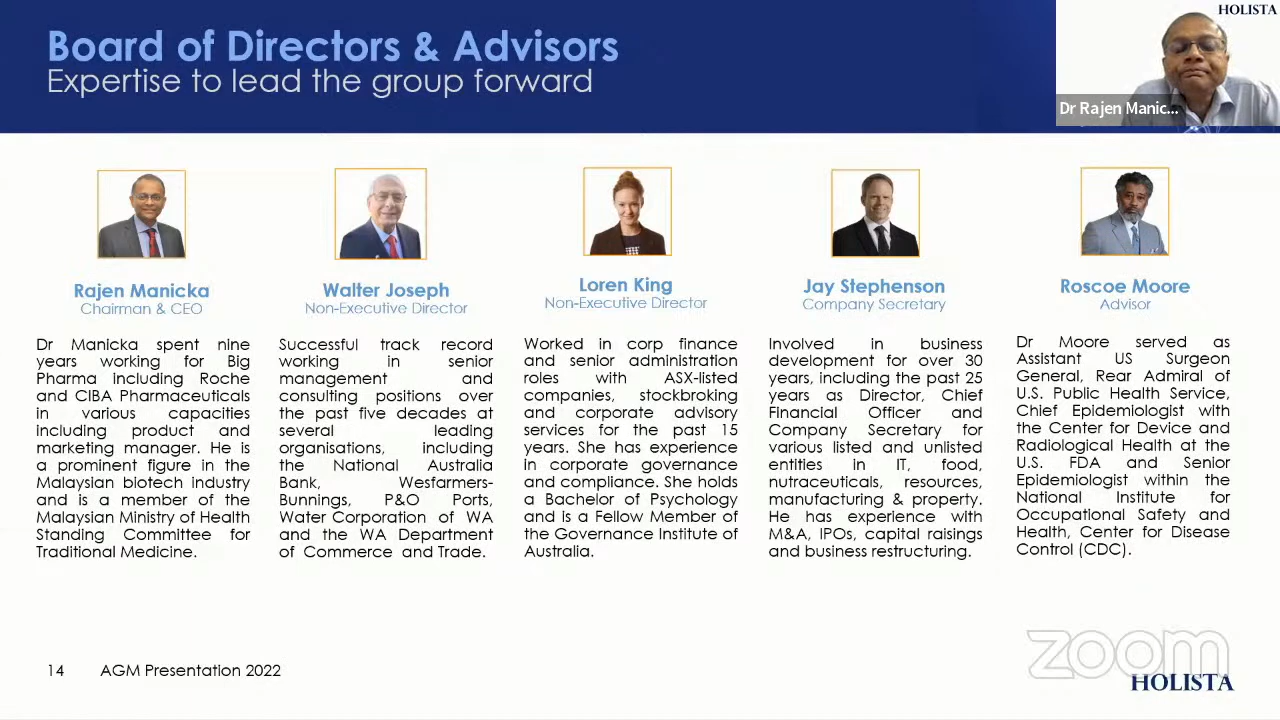 Board of Directors & Advisors
Expertise to lead the group forward
HOLISTA
Dr Rajen Manic...
Rajen Manicka
Chairman & CEO
Dr Manicka spent nine
years working for Big
Pharma including Roche
and CIBA Pharmaceuticals
in various capacities
including product and
marketing manager. He is
a prominent figure in the
Malaysian biotech industry
and is a member of the
Malaysian Ministry of Health
Standing Committee for
Traditional Medicine.
Walter Joseph
Non-Executive Director
Successful track record
working in senior
management and
consulting positions over
the past five decades at
several leading
organisations, including
the National Australia
Bank, Wesfarmers-
Bunnings, P&O Ports,
Water Corporation of WA
and the WA Department
of Commerce and Trade.
Loren King
Non-Executive Director
Worked in corp finance
and senior administration
roles with ASX-listed
companies, stockbroking
and corporate advisory
services for the past 15
years. She has experience
in corporate governance
and compliance. She holds
a Bachelor of Psychology
and is a Fellow Member of
the Governance Institute of
Australia.
Jay Stephenson
Company Secretary
Involved in business
development for over 30
years, including the past 25
years as Director, Chief
Financial Officer and
Company Secretary for
various listed and unlisted
entities in IT, food,
nutraceuticals, resources,
manufacturing & property.
He has experience with
M&A, IPOs, capital raisings
and business restructuring.
Roscoe Moore
Advisor
Dr Moore served as
Assistant US Surgeon
General, Rear Admiral of
U.S. Public Health Service,
Chief Epidemiologist with
the Center for Device and
Radiological Health at the
U.S. FDA and Senior
Epidemiologist within the
National Institute for
Occupational Safety and
Health, Center for Disease
Control (CDC).
14 AGM Presentation 2022
zoom
HOLISTA